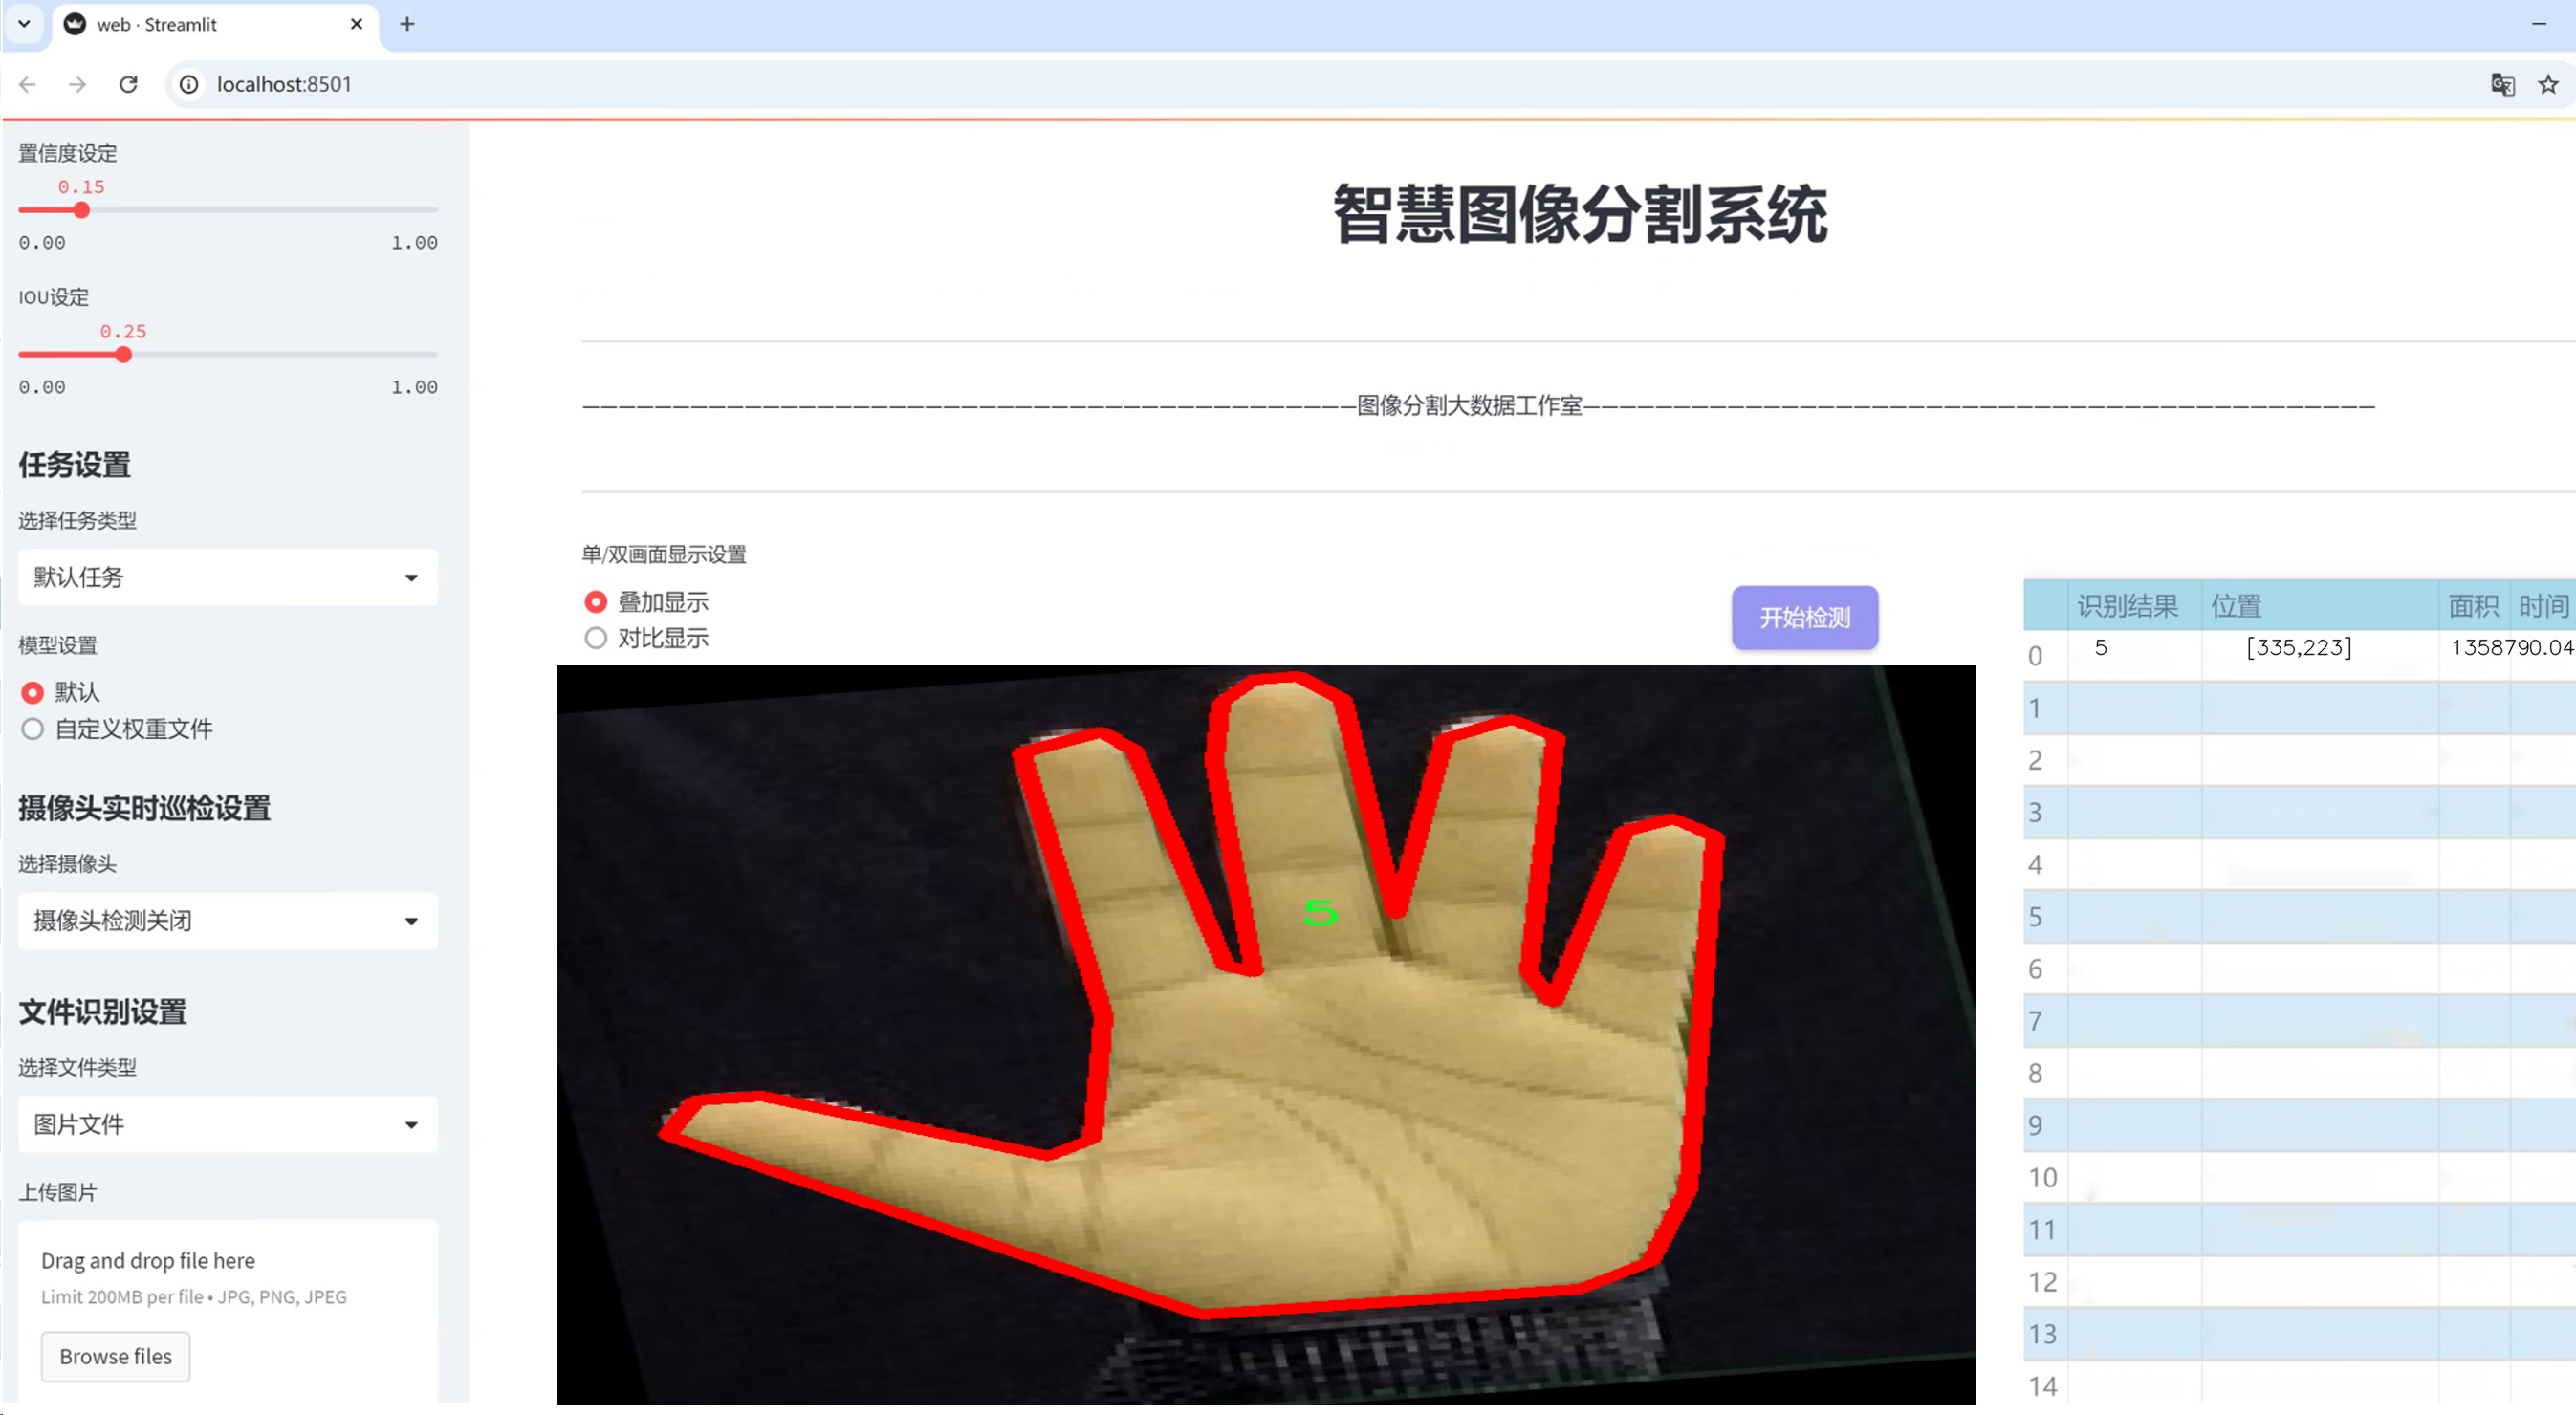 web · Streamlit
localhost:8501
置信度设定
0.15
0.00 1.00
IOU设定
0.25
0.00 1.00
任务设置
选择任务类型
默认任务
模型设置
默认
自定义权重文件
摄像头实时巡检设置
选择摄像头
摄像头检测关闭
文件识别设置
选择文件类型
图片文件
上传图片
Drag and drop file here
Limit 200MB per file • JPG, PNG, JPEG
Browse files
智慧图像分割系统
———————————————————————————————————————————图像分割大数据工作室————————————————————————————————————————————
单/双画面显示设置
叠加显示
对比显示
开始检测
5
识别结果 位置 面积 时间
0 5 [335,223] 1358790.04
1
2
3
4
5
6
7
8
9
10
11
12
13
14